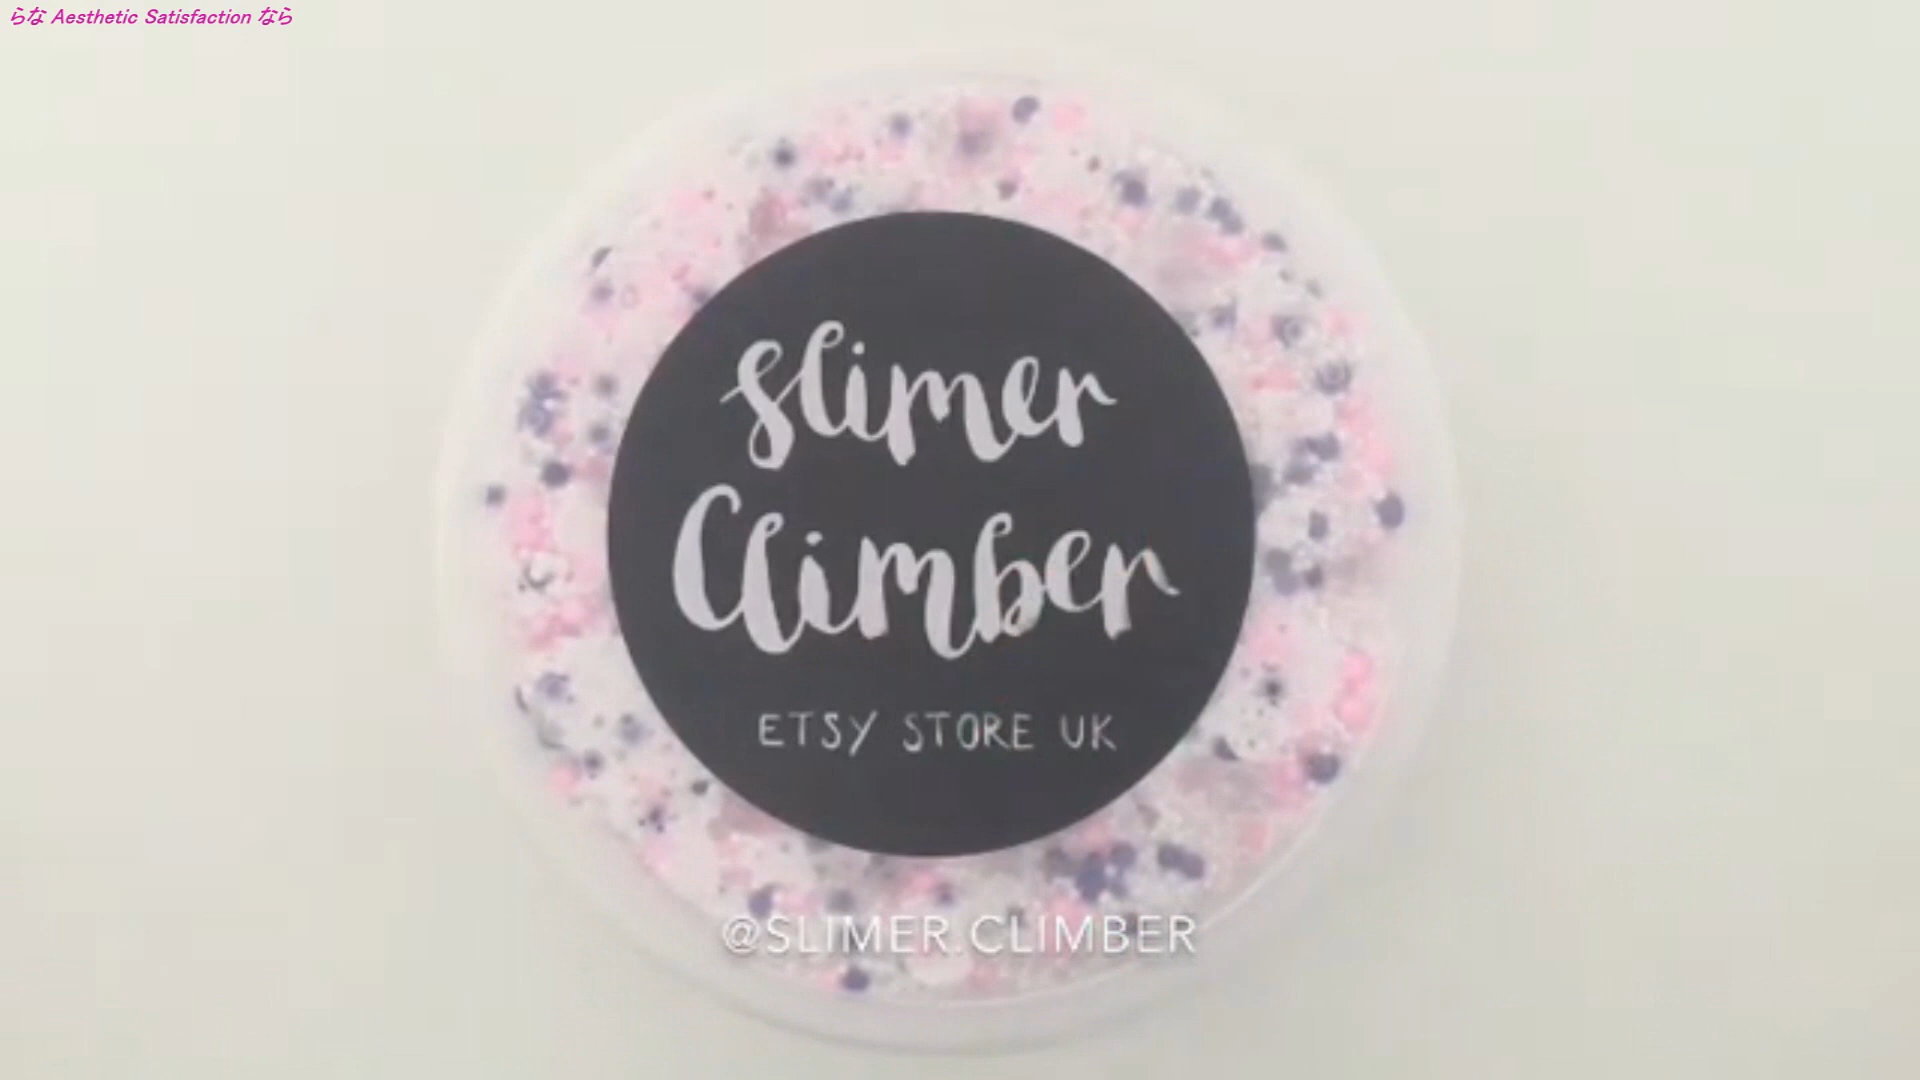 らな Aesthetic Satisfaction なら
slimer
Climber
ETSY STORE UK
@SLIMER.CLIMBER